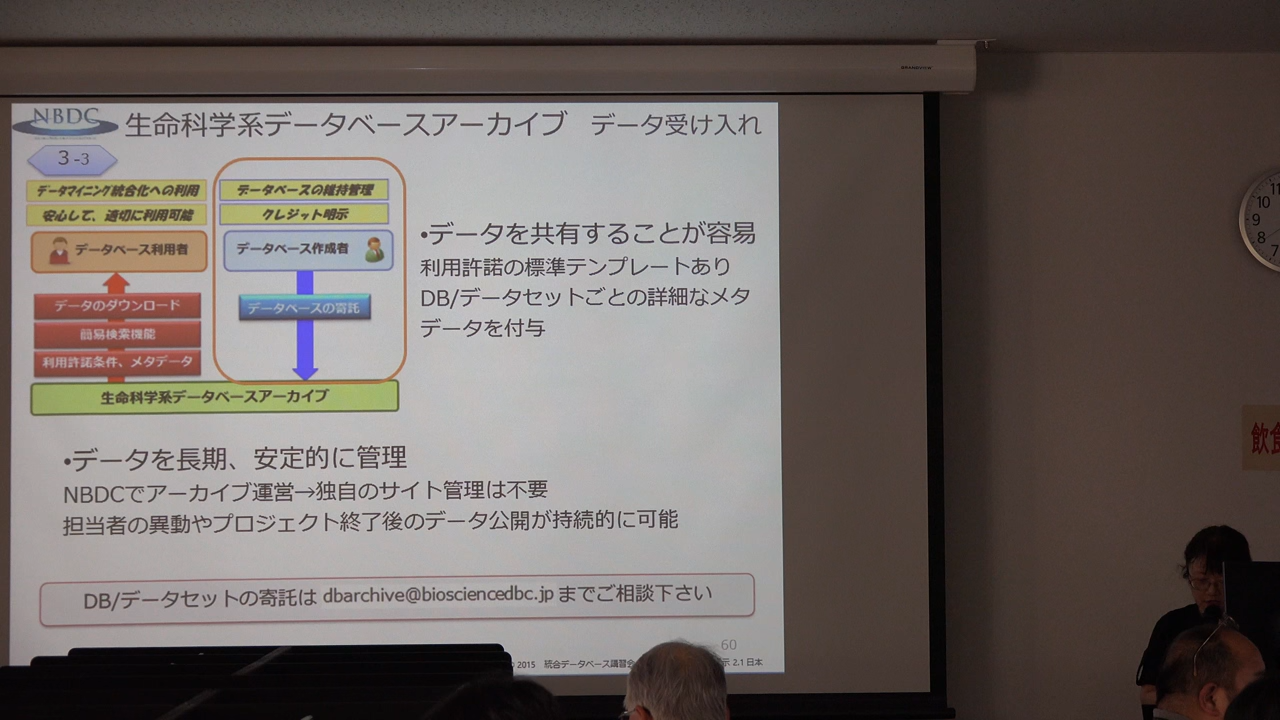 NBDC
生命科学系データベースアーカイブ データ受け入れ
3-3
データマイニング統合化への利用
安心して、適切に利用可能
データベース利用者
データのダウンロード
簡易検索機能
利用許諾条件、メタデータ
データベースの維持管理
クレジット明示
データベース作成者
データベースの寄託
生命科学系データベースアーカイブ
•データを共有することが容易
利用許諾の標準テンプレートあり
DB/データセットごとの詳細なメタ
データを付与
•データを長期、安定的に管理
NBDCでアーカイブ運営→独自のサイト管理は不要
担当者の異動やプロジェクト終了後のデータ公開が持続的に可能
DB/データセットの寄託は dbarchive@biosciencedbc.jp までご相談下さい
60
2015 統合データベース講習会
示 2.1 日本
11
10
9
8
7
飲食